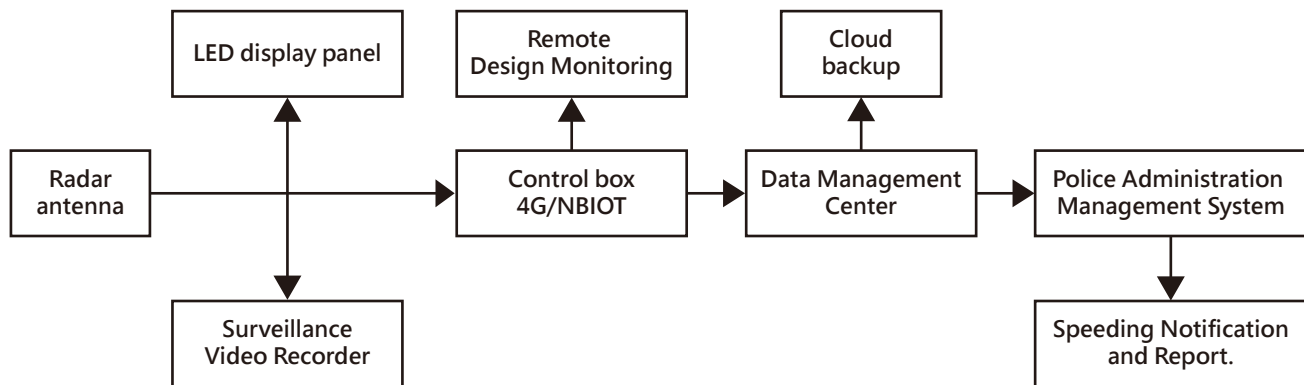 LED display panel
Remote
Design Monitoring
Cloud
backup
Radar
antenna
Control box
4G/NBIOT
Data Management
Center
Police Administration
Management System
Surveillance
Video Recorder
Speeding Notification
and Report.